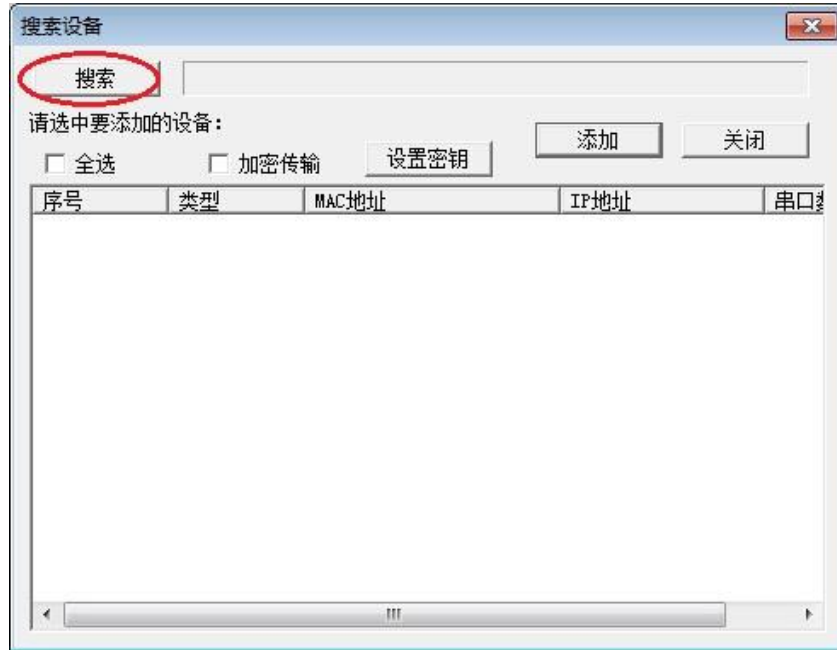 搜索设备
搜索
请选中要添加的设备:
添加 关闭
全选 加密传输 设置密钥
序号 类型 MAC地址 IP地址 串口